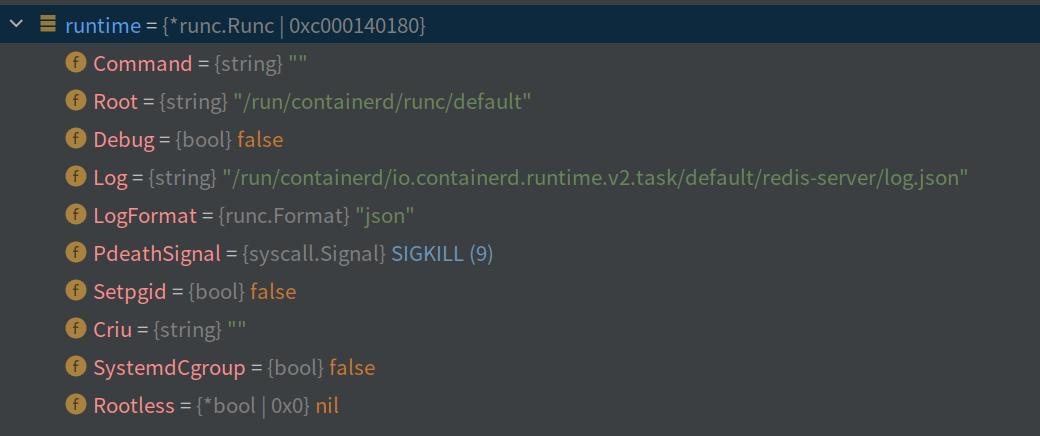 runtime = {*runc.Runc | 0xc000140180}
f Command = {string} ""
f Root = {string} "/run/containerd/runc/default"
f Debug = {bool} false
f Log = {string} "/run/containerd/io.containerd.runtime.v2.task/default/redis-server/log.json"
f LogFormat = {runc.Format} "json"
f PdeathSignal = {syscall.Signal} SIGKILL (9)
f Setpgid = {bool} false
f Criu = {string} ""
f SystemdCgroup = {bool} false
f Rootless = {*bool | 0x0} nil